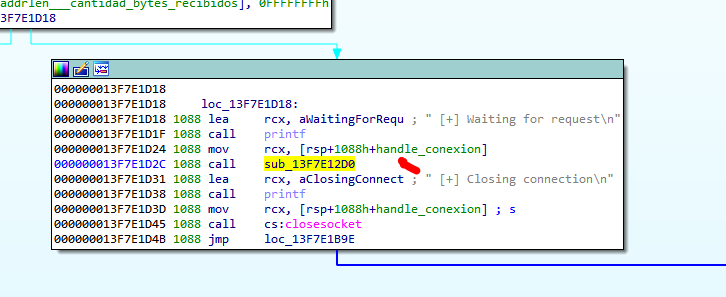 addrlen___cantidad_bytes_recibidos], 0FFFFFFFFh
3F7E1D18
000000013F7E1D18
000000013F7E1D18 loc_13F7E1D18:
000000013F7E1D18 1088 lea rcx, aWaitingForRequ ; " [+] Waiting for request\n"
000000013F7E1D1F 1088 call printf
000000013F7E1D24 1088 mov rcx, [rsp+1088h+handle_conexion]
000000013F7E1D2C 1088 call sub_13F7E12D0
000000013F7E1D31 1088 lea rcx, aClosingConnect ; " [+] Closing connection\n"
000000013F7E1D38 1088 call printf
000000013F7E1D3D 1088 mov rcx, [rsp+1088h+handle_conexion] ; s
000000013F7E1D45 1088 call cs:closesocket
000000013F7E1D4B 1088 jmp loc_13F7E1B9E